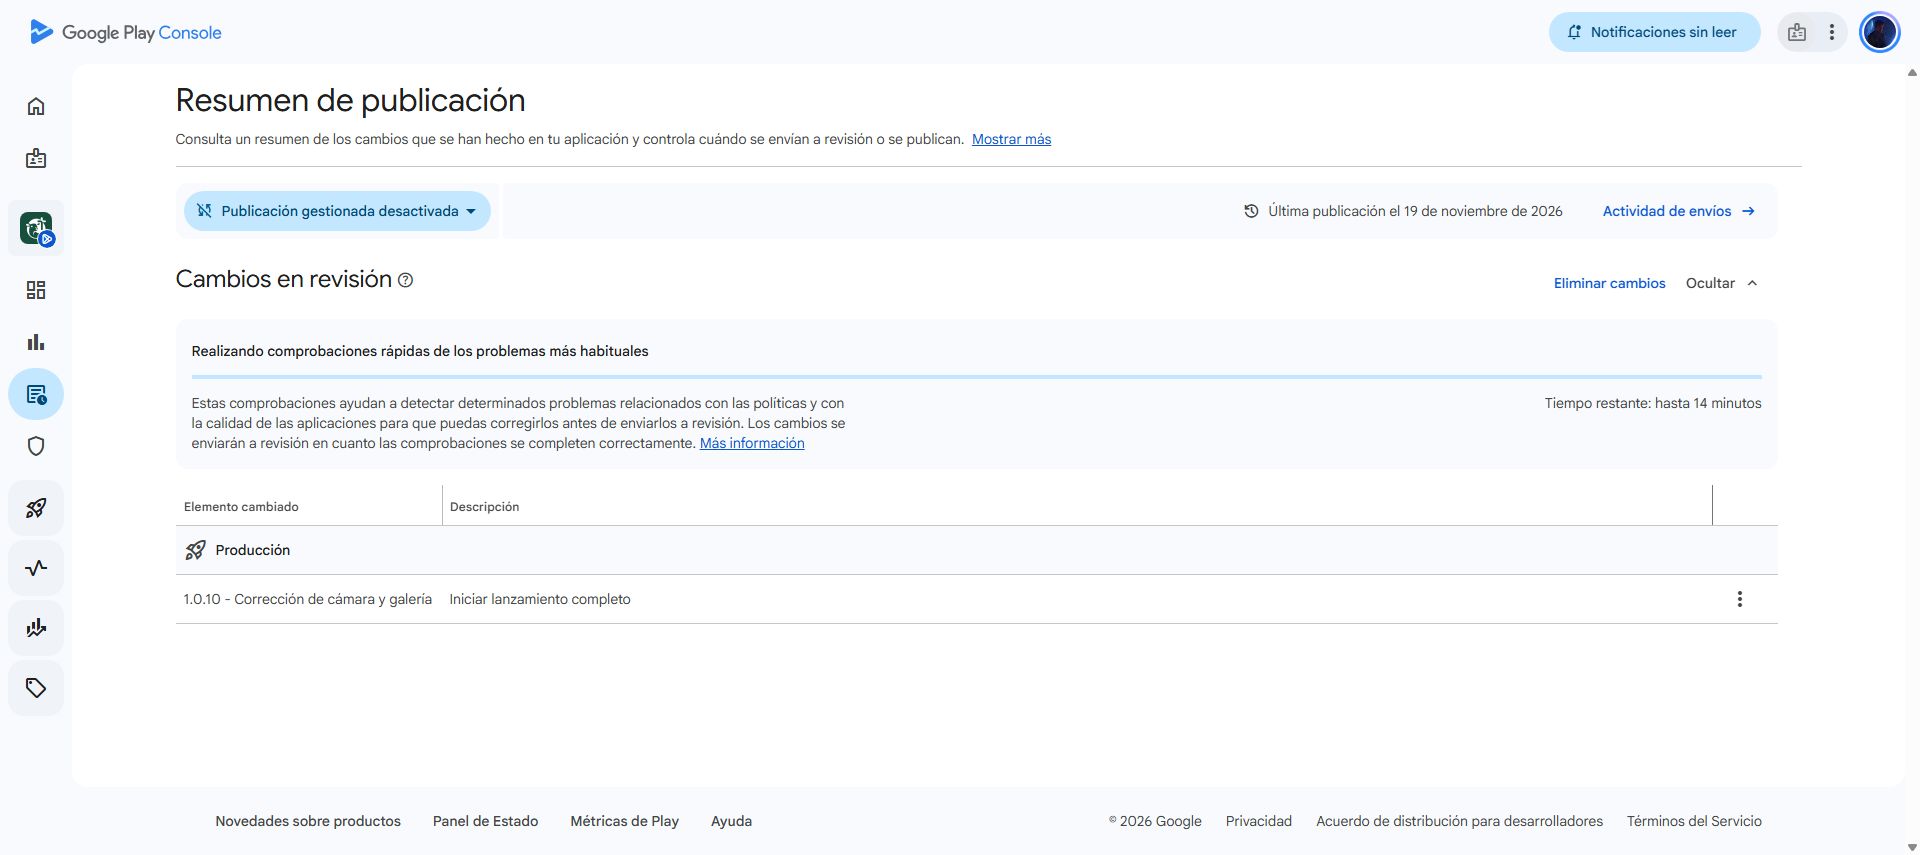 Google Play Console
Notificaciones sin leer
Resumen de publicación
Consulta un resumen de los cambios que se han hecho en tu aplicación y controla cuándo se envían a revisión o se publican. Mostrar más
Publicación gestionada desactivada
Última publicación el 19 de noviembre de 2026
Actividad de envíos
Cambios en revisión
Eliminar cambios
Ocultar
Realizando comprobaciones rápidas de los problemas más habituales
Estas comprobaciones ayudan a detectar determinados problemas relacionados con las políticas y con
la calidad de las aplicaciones para que puedas corregirlos antes de enviarlos a revisión. Los cambios se
enviarán a revisión en cuanto las comprobaciones se completen correctamente. Más información
Tiempo restante: hasta 14 minutos
Elemento cambiado
Descripción
Producción
1.0.10 - Corrección de cámara y galería
Iniciar lanzamiento completo
Novedades sobre productos
Panel de Estado
Métricas de Play
Ayuda
© 2026 Google
Privacidad
Acuerdo de distribución para desarrolladores
Términos del Servicio